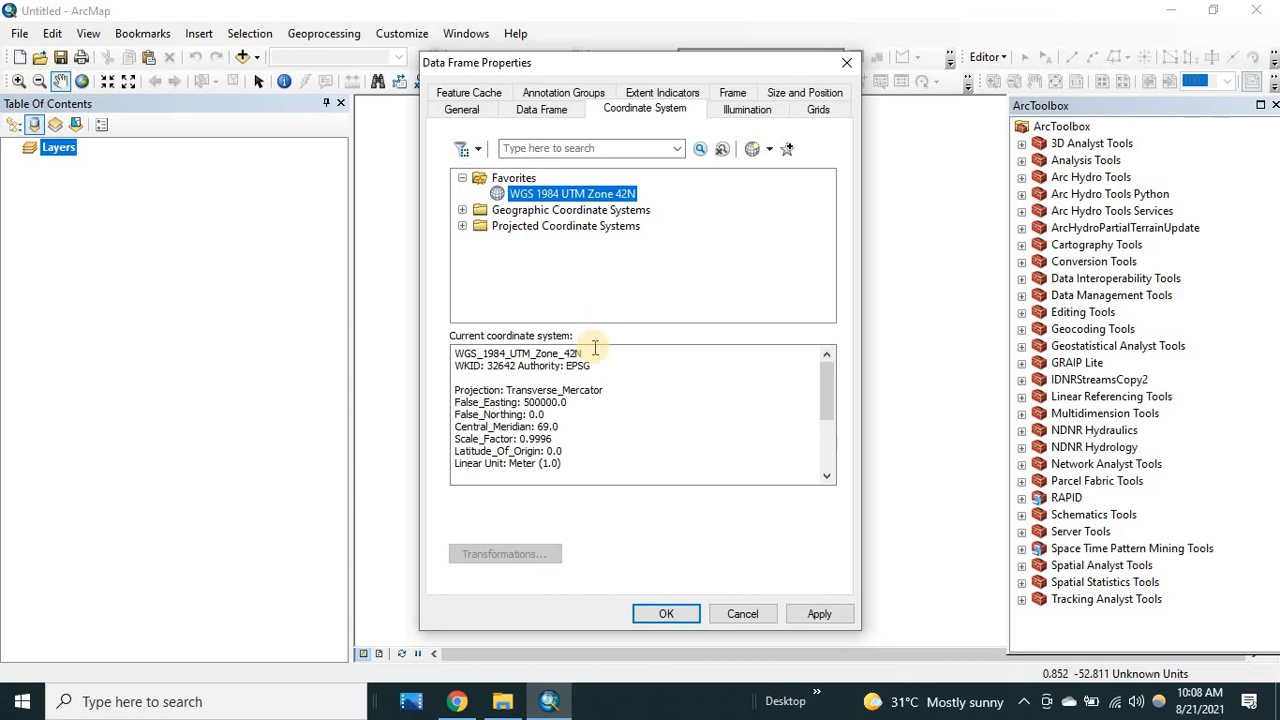 Untitled - ArcMap
File Edit View Bookmarks Insert Selection Geoprocessing Customize Windows Help
Editor
Table Of Contents
Layers
Data Frame Properties
Feature Cache Annotation Groups Extent Indicators Frame Size and Position
General Data Frame Coordinate System Illumination Grids
Type here to search
Favorites
WGS 1984 UTM Zone 42N
Geographic Coordinate Systems
Projected Coordinate Systems
Current coordinate system:
WGS_1984_UTM_Zone_42N
WKID: 32642 Authority: EPSG
Projection: Transverse_Mercator
False_Easting: 500000.0
False_Northing: 0.0
Central_Meridian: 69.0
Scale_Factor: 0.9996
Latitude_Of_Origin: 0.0
Linear Unit: Meter (1.0)
Transformations...
OK Cancel Apply
ArcToolbox
ArcToolbox
3D Analyst Tools
Analysis Tools
Arc Hydro Tools
Arc Hydro Tools Python
Arc Hydro Tools Services
ArcHydroPartialTerrainUpdate
Cartography Tools
Conversion Tools
Data Interoperability Tools
Data Management Tools
Editing Tools
Geocoding Tools
Geostatistical Analyst Tools
GRAIP Lite
IDNRStreamsCopy2
Linear Referencing Tools
Multidimension Tools
NDNR Hydraulics
NDNR Hydrology
Network Analyst Tools
Parcel Fabric Tools
RAPID
Schematics Tools
Server Tools
Space Time Pattern Mining Tools
Spatial Analyst Tools
Spatial Statistics Tools
Tracking Analyst Tools
0.852 -52.811 Unknown Units
Type here to search
Desktop
31°C Mostly sunny
10:08 AM
8/21/2021